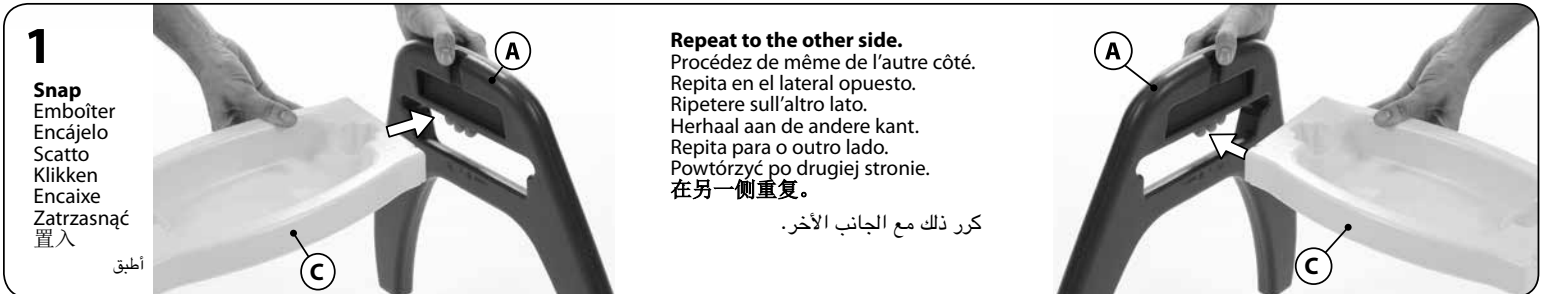 1
Snap
Emboîter
Encájelo
Scatto
Klikken
Encaixe
Zatrzasnąć
置入
أطبق
A
C
Repeat to the other side.
Procédez de même de l'autre côté.
Repita en el lateral opuesto.
Ripetere sull'altro lato.
Herhaal aan de andere kant.
Repita para o outro lado.
Powtórzyć po drugiej stronie.
在另一侧重复。
كرر ذلك مع الجانب الأخر.
A
C